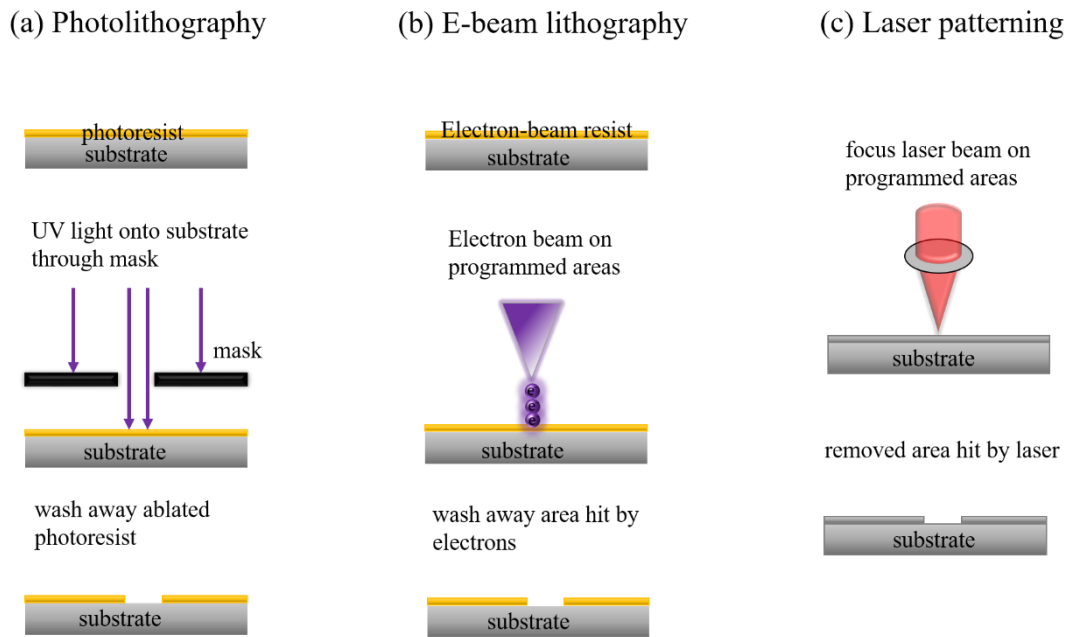 (a) Photolithography
photoresist
substrate
UV light onto substrate
through mask
mask
substrate
wash away ablated
photoresist
substrate
(b) E-beam lithography
Electron-beam resist
substrate
Electron beam on
programmed areas
e
e
e
substrate
wash away area hit by
electrons
substrate
(c) Laser patterning
focus laser beam on
programmed areas
substrate
removed area hit by laser
substrate